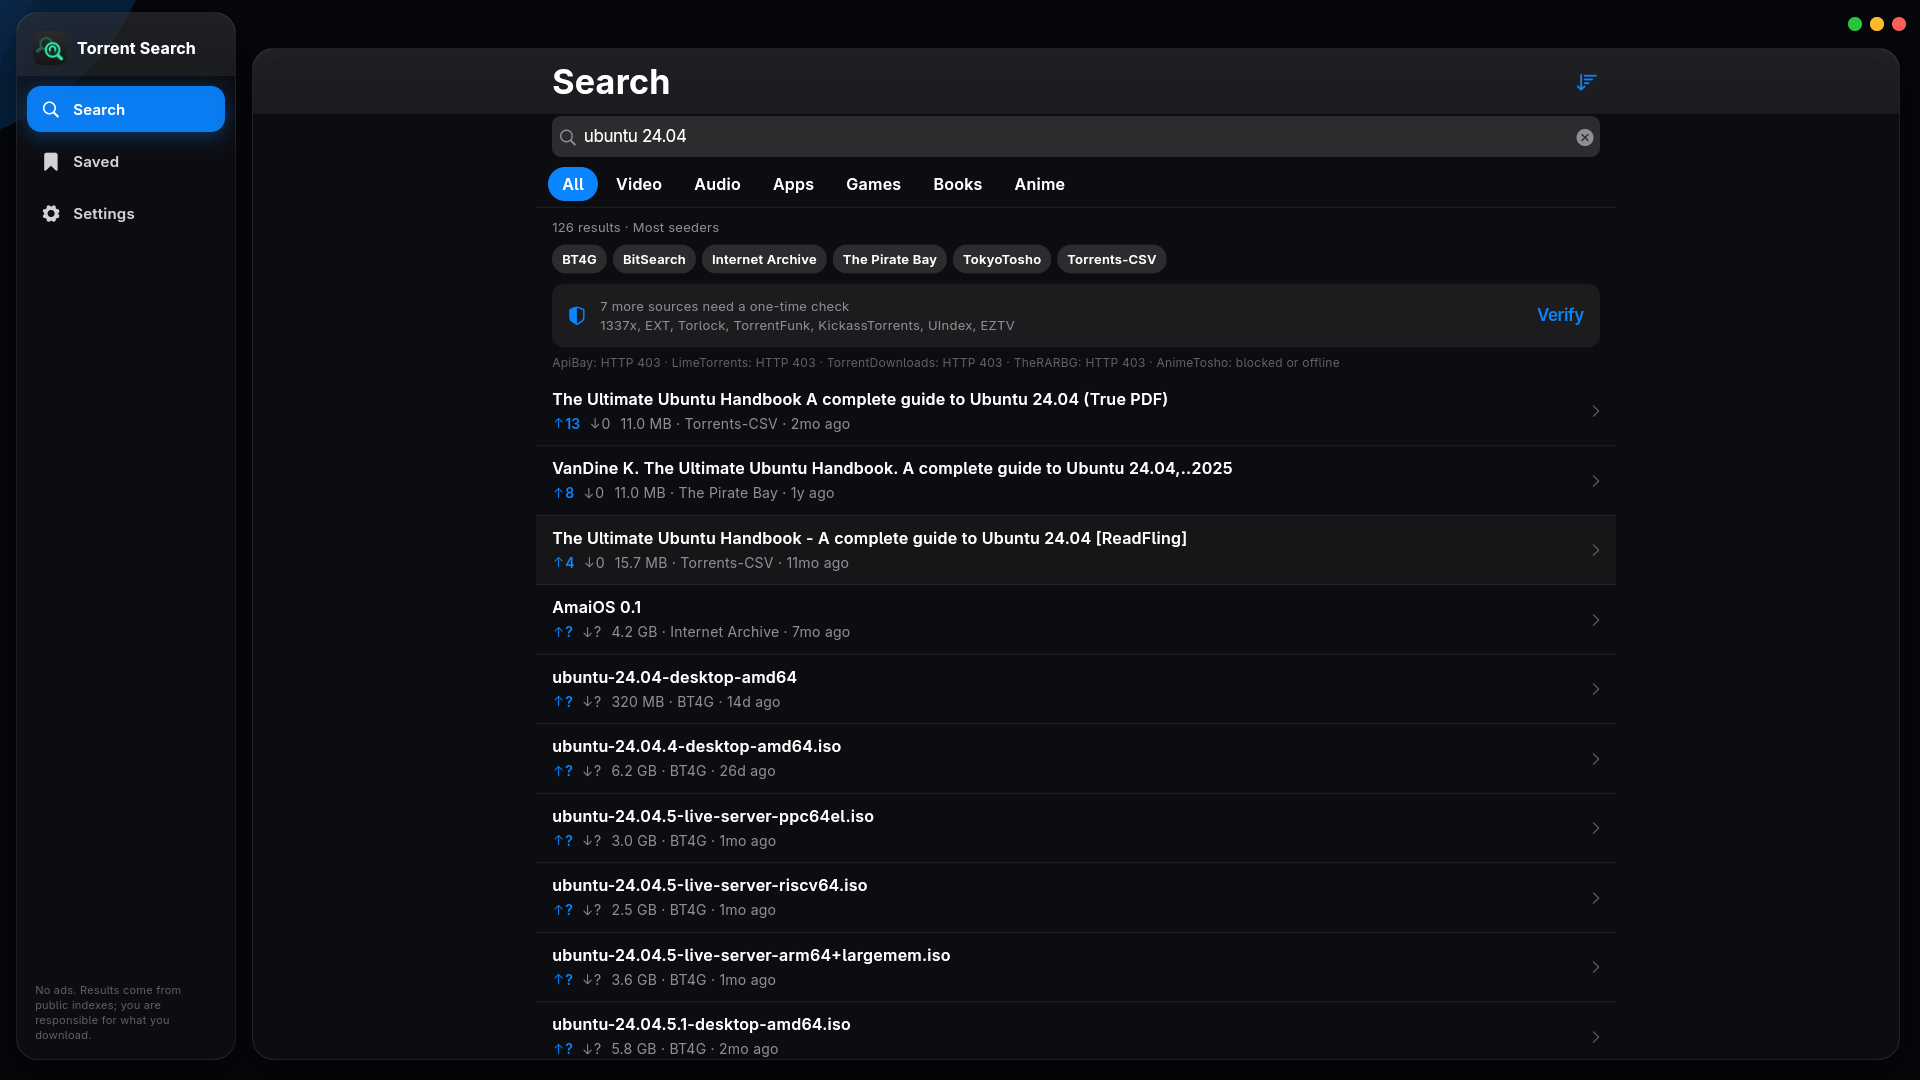 Torrent Search
Search
Saved
Settings
No ads. Results come from
public indexes; you are
responsible for what you
download.
Search
ubuntu 24.04
All Video Audio Apps Games Books Anime
126 results · Most seeders
BT4G BitSearch Internet Archive The Pirate Bay TokyoTosho Torrents-CSV
7 more sources need a one-time check
1337x, EXT, Torlock, TorrentFunk, KickassTorrents, UIndex, EZTV
Verify
ApiBay: HTTP 403 · LimeTorrents: HTTP 403 · TorrentDownloads: HTTP 403 · TheRARBG: HTTP 403 · AnimeTosho: blocked or offline
The Ultimate Ubuntu Handbook A complete guide to Ubuntu 24.04 (True PDF)
↑13 ↓0 11.0 MB · Torrents-CSV · 2mo ago
VanDine K. The Ultimate Ubuntu Handbook. A complete guide to Ubuntu 24.04,..2025
↑8 ↓0 11.0 MB · The Pirate Bay · 1y ago
The Ultimate Ubuntu Handbook - A complete guide to Ubuntu 24.04 [ReadFling]
↑4 ↓0 15.7 MB · Torrents-CSV · 11mo ago
AmaiOS 0.1
↑? ↓? 4.2 GB · Internet Archive · 7mo ago
ubuntu-24.04-desktop-amd64
↑? ↓? 320 MB · BT4G · 14d ago
ubuntu-24.04.4-desktop-amd64.iso
↑? ↓? 6.2 GB · BT4G · 26d ago
ubuntu-24.04.5-live-server-ppc64el.iso
↑? ↓? 3.0 GB · BT4G · 1mo ago
ubuntu-24.04.5-live-server-riscv64.iso
↑? ↓? 2.5 GB · BT4G · 1mo ago
ubuntu-24.04.5-live-server-arm64+largemem.iso
↑? ↓? 3.6 GB · BT4G · 1mo ago
ubuntu-24.04.5.1-desktop-amd64.iso
↑? ↓? 5.8 GB · BT4G · 2mo ago